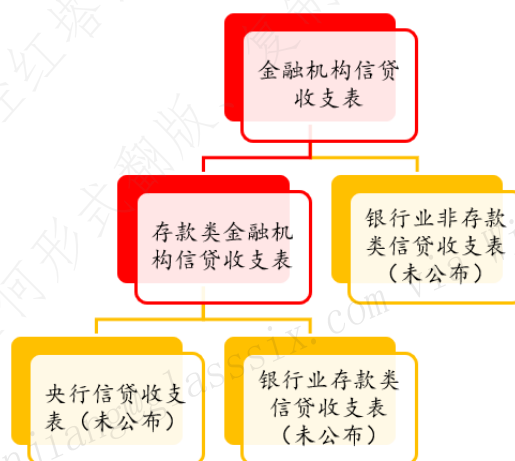 金融机构信贷
收支表
存款类金融机
构信贷收支表
银行业非存款
类信贷收支表
（未公布）
央行信贷收支
表（未公布）
银行业存款类
信贷收支表
（未公布）